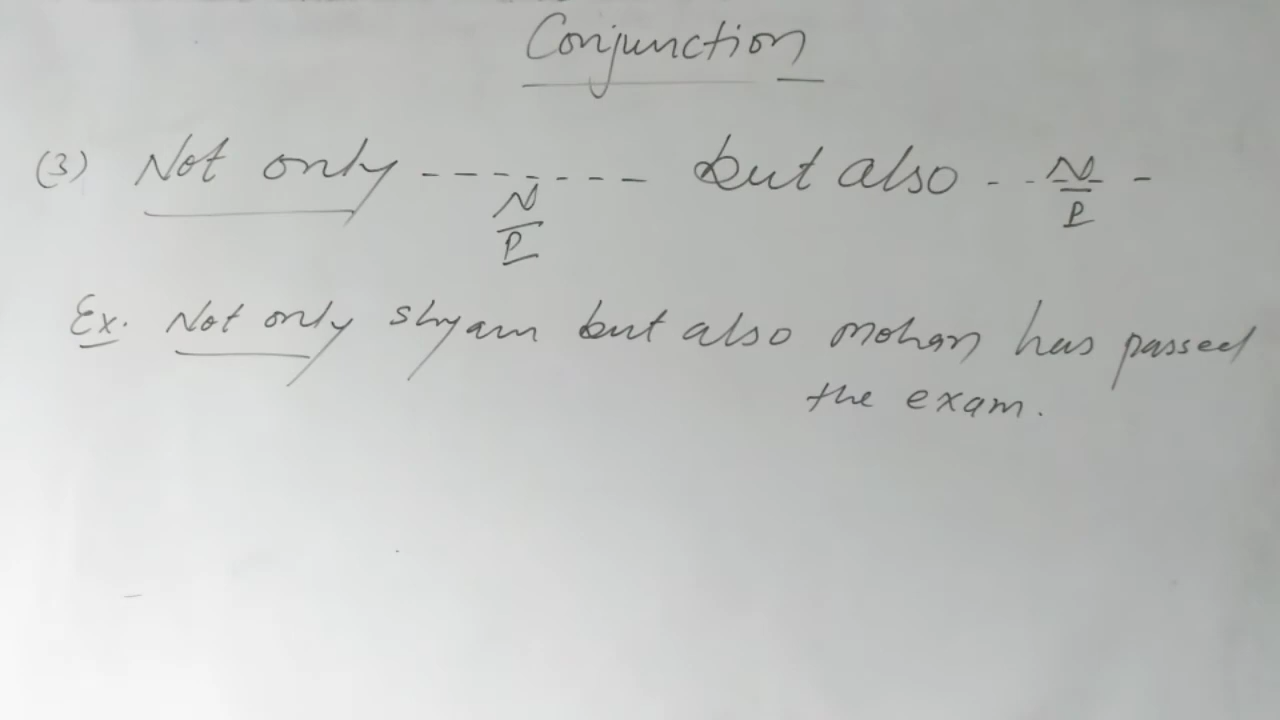 Conjunction
(3) Not only -------- but also - - N - -
N P
P
Ex. Not only shyam but also mohan has passed
the exam.